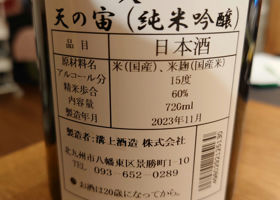 天の宙(純米吟醸)
品目 日本酒
原材料名 米(国産)、米麹(国産米)
アルコール分 15度
精米歩合 60%
内容量 720ml
製造年月 2023年11月
製造者:溝上酒造 株式会社
北九州市八幡東区景勝町1-10
TEL 093-652-0289
●お酒は20歳になってから。